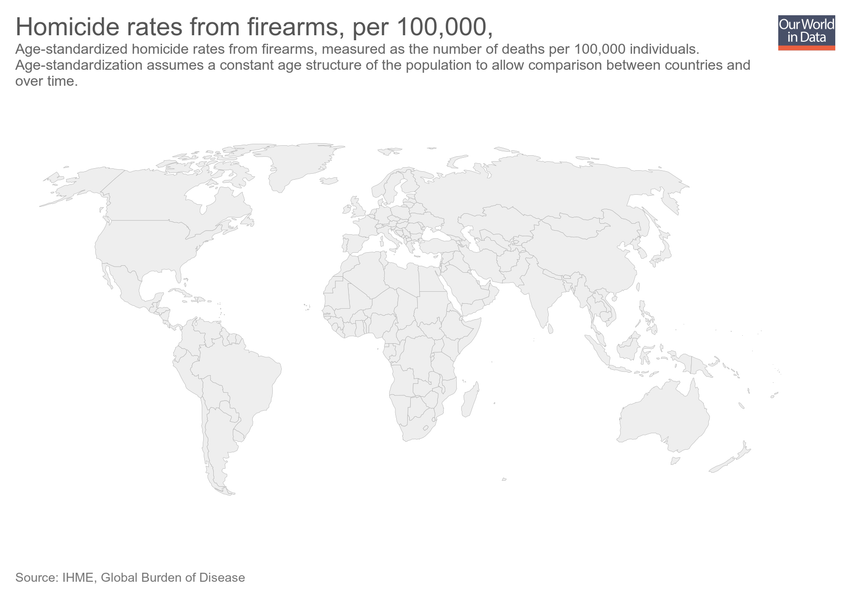 Homicide rates from firearms, per 100,000,
Our World
in Data
Age-standardized homicide rates from firearms, measured as the number of deaths per 100,000 individuals.
Age-standardization assumes a constant age structure of the population to allow comparison between countries and
over time.
Source: IHME, Global Burden of Disease